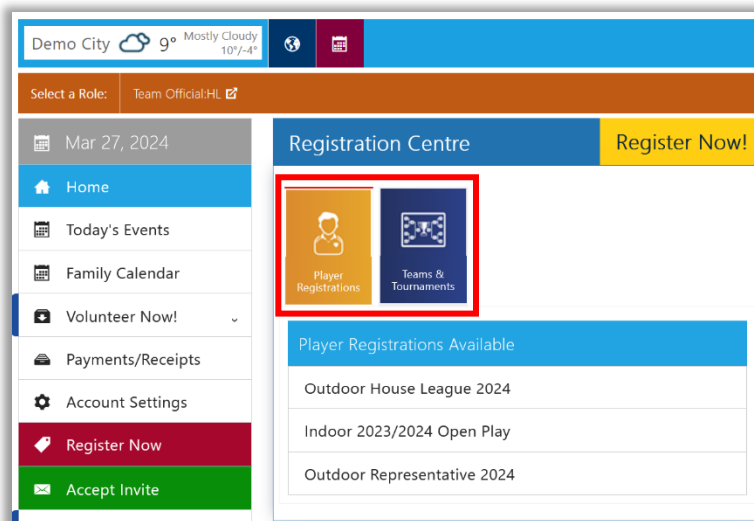 Demo City 9° Mostly Cloudy
10°/-4°
Select a Role: Team Official:HL
Mar 27, 2024
Home
Today's Events
Family Calendar
Volunteer Now!
Payments/Receipts
Account Settings
Register Now
Accept Invite
Registration Centre
Register Now!
Player
Registrations
Teams &
Tournaments
Player Registrations Available
Outdoor House League 2024
Indoor 2023/2024 Open Play
Outdoor Representative 2024